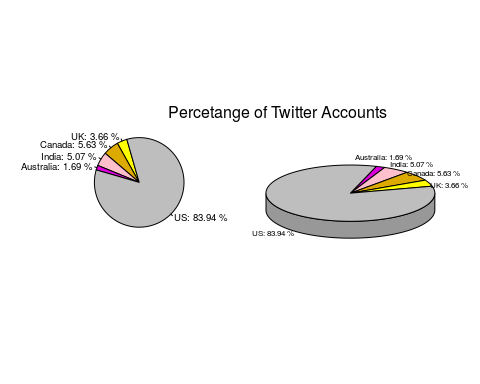 Percetange of Twitter Accounts
UK: 3.66 %
Canada: 5.63 %
India: 5.07 %
Australia: 1.69 %
US: 83.94 %
Australia: 1.69 %
India: 5.07 %
Canada: 5.63 %
UK: 3.66 %
US: 83.94 %